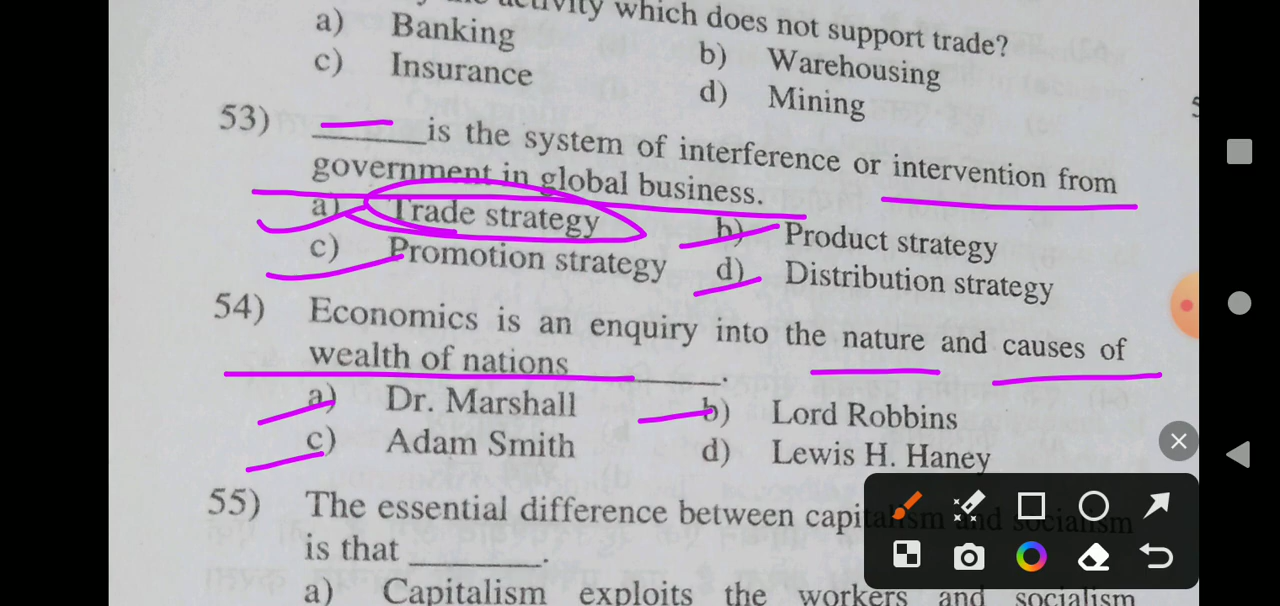 activity which does not support trade?
a) Banking b) Warehousing
c) Insurance d) Mining
53) ______is the system of interference or intervention from
government in global business.
a) Trade strategy b) Product strategy
c) Promotion strategy d) Distribution strategy
54) Economics is an enquiry into the nature and causes of
wealth of nations ______.
a) Dr. Marshall b) Lord Robbins
c) Adam Smith d) Lewis H. Haney
55) The essential difference between capitalism and socialism
is that ______.
a) Capitalism exploits the workers and socialism